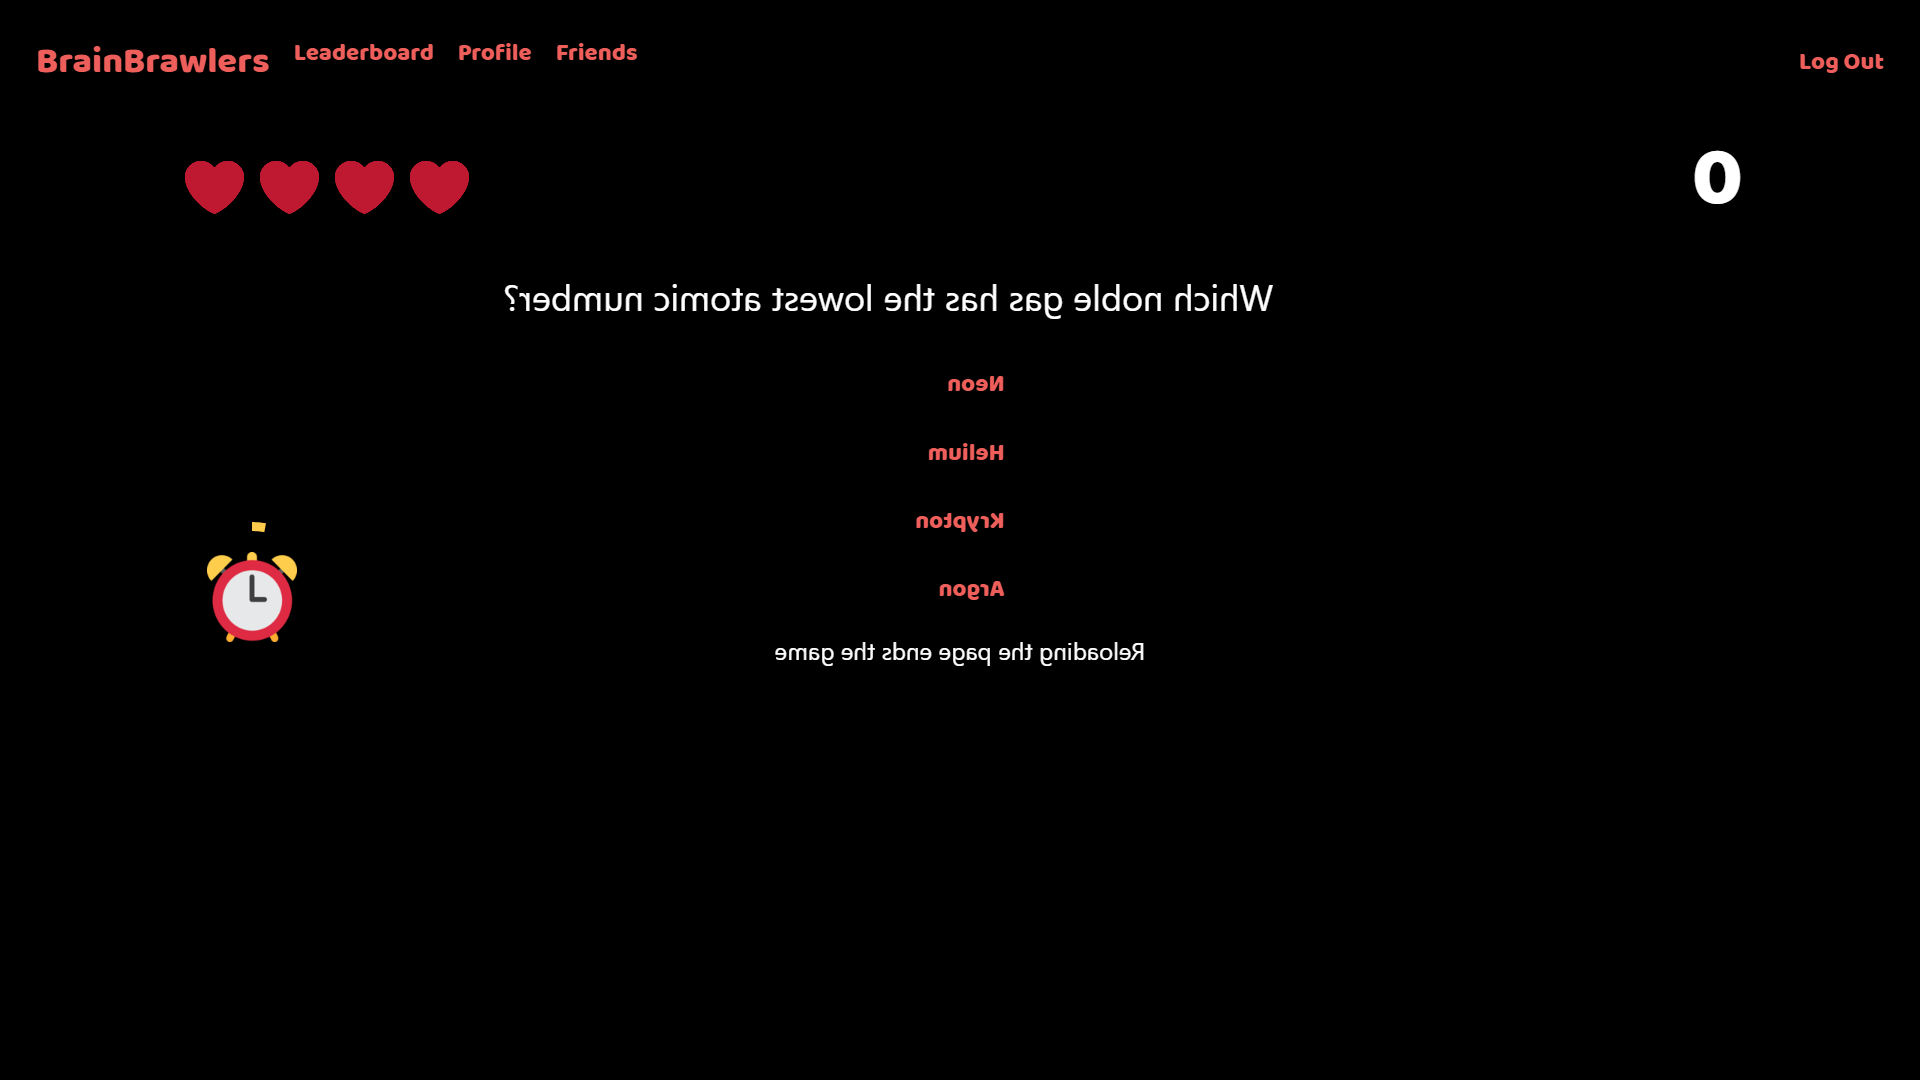 BrainBrawlers Leaderboard Profile Friends Log Out
0
Which noble gas has the lowest atomic number?
Neon
Helium
Krypton
Argon
Reloading the page ends the game